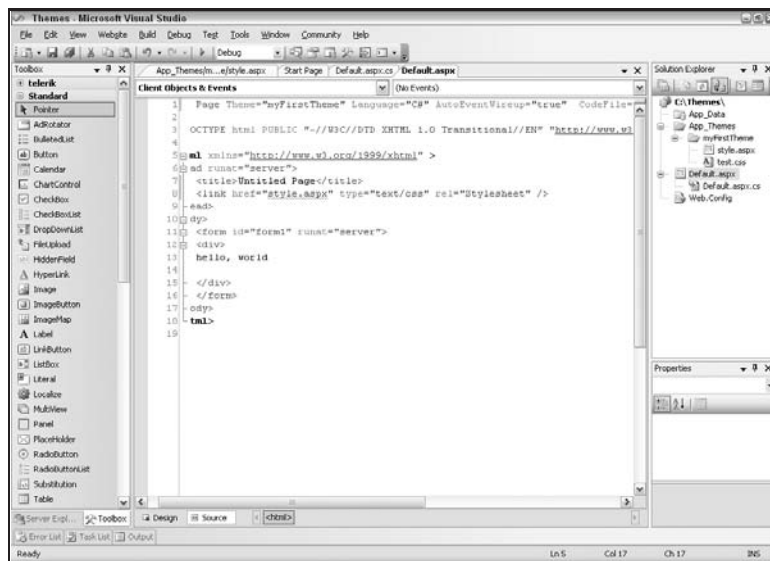 Themes - Microsoft Visual Studio
File Edit View Website Build Debug Test Tools Window Community Help
Debug
Toolbox
telerik
Standard
Pointer
AdRotator
BulletedList
Button
Calendar
ChartControl
CheckBox
CheckBoxList
DropDownList
FileUpload
HiddenField
HyperLink
Image
ImageButton
ImageMap
Label
LinkButton
ListBox
Literal
Localize
MultiView
Panel
PlaceHolder
RadioButton
RadioButtonList
Substitution
Table
Server Expl... Toolbox
App_Themes/m...e/style.aspx Start Page Default.aspx.cs Default.aspx
Client Objects & Events (No Events)
1 Page Theme="myFirstTheme" Language="C#" AutoEventWireup="true" CodeFile=
2
3 OCTYPE html PUBLIC "-//W3C//DTD XHTML 1.0 Transitional//EN" "http://www.w3
4
5 ml xmlns="http://www.w3.org/1999/xhtml" >
6 ad runat="server">
7 <title>Untitled Page</title>
8 <link href="style.aspx" type="text/css" rel="Stylesheet" />
9 ead>
10 dy>
11 <form id="form1" runat="server">
12 <div>
13 hello, world
14
15 </div>
16 </form>
17 ody>
18 tml>
19
Design Source <html>
Solution Explorer
C:\Themes\
App_Data
App_Themes
myFirstTheme
style.aspx
test.css
Default.aspx
Default.aspx.cs
Web.Config
Properties
Error List Task List Output
Ready Ln 5 Col 17 Ch 17 INS